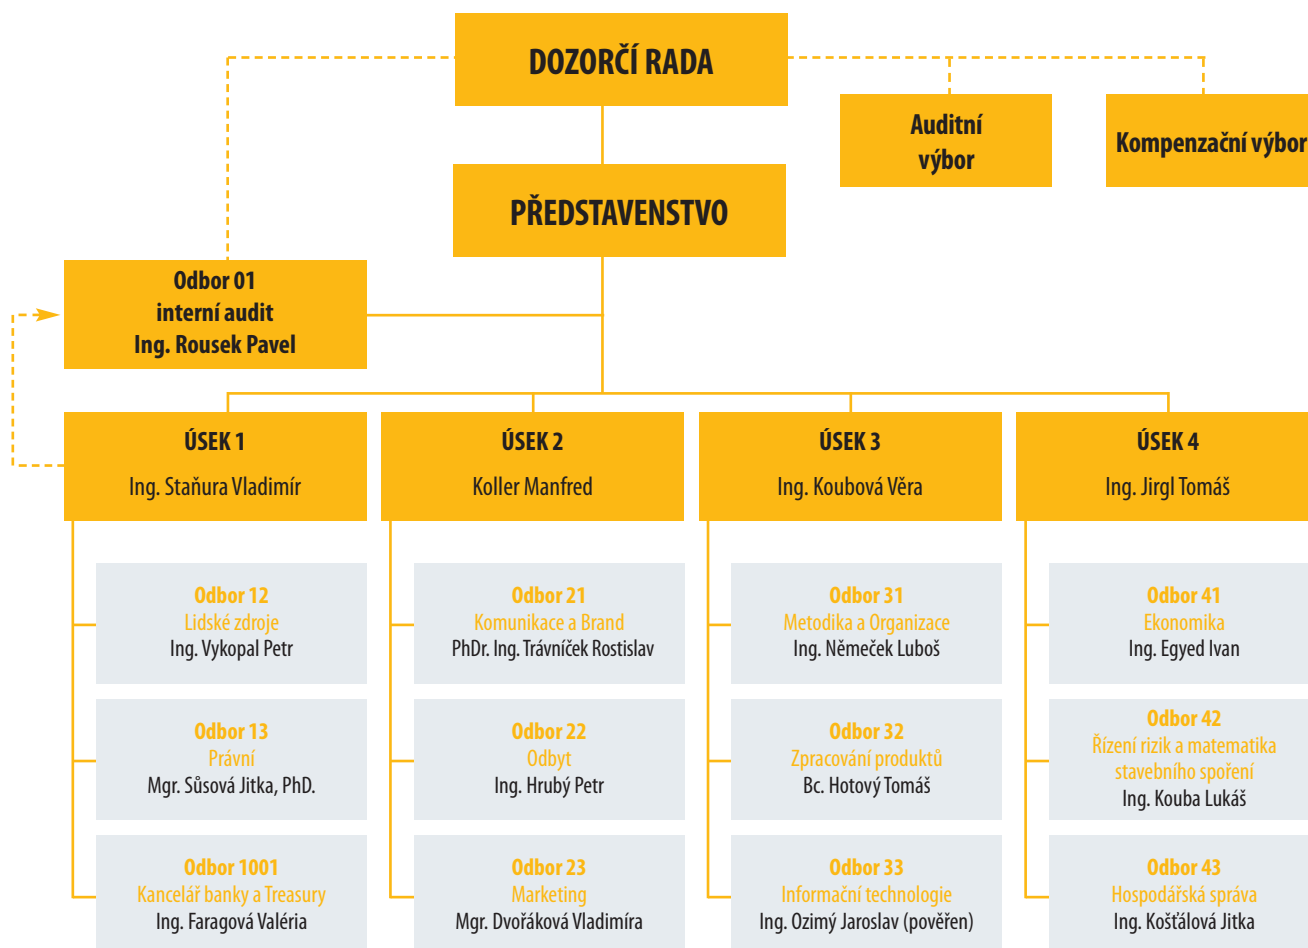 DOZORČÍ RADA
Auditní
výbor
Kompenzační výbor
PŘEDSTAVENSTVO
Odbor 01
interní audit
Ing. Rousek Pavel
ÚSEK 1
Ing. Staňura Vladimír
ÚSEK 2
Koller Manfred
ÚSEK 3
Ing. Koubová Věra
ÚSEK 4
Ing. Jirgl Tomáš
Odbor 12
Lidské zdroje
Ing. Vykopal Petr
Odbor 21
Komunikace a Brand
PhDr. Ing. Trávníček Rostislav
Odbor 31
Metodika a Organizace
Ing. Němeček Luboš
Odbor 41
Ekonomika
Ing. Egyed Ivan
Odbor 13
Právní
Mgr. Sůsová Jitka, PhD.
Odbor 22
Odbyt
Ing. Hrubý Petr
Odbor 32
Zpracování produktů
Bc. Hotový Tomáš
Odbor 42
Řízení rizik a matematika
stavebního spoření
Ing. Kouba Lukáš
Odbor 1001
Kancelář banky a Treasury
Ing. Faragová Valéria
Odbor 23
Marketing
Mgr. Dvořáková Vladimíra
Odbor 33
Informační technologie
Ing. Ozimý Jaroslav (pověřen)
Odbor 43
Hospodářská správa
Ing. Košťálová Jitka